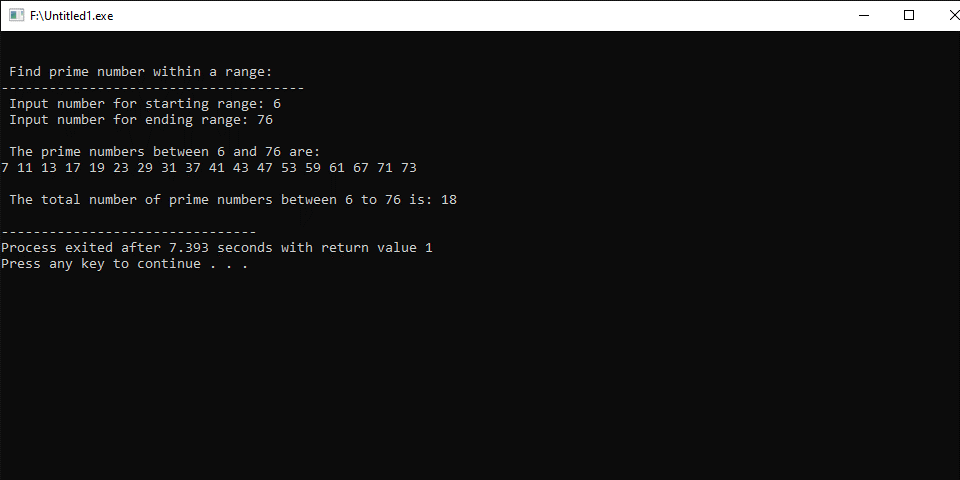 F:\Untitled1.exe
Find prime number within a range:
--------------------------------------
Input number for starting range: 6
Input number for ending range: 76
The prime numbers between 6 and 76 are:
7 11 13 17 19 23 29 31 37 41 43 47 53 59 61 67 71 73
The total number of prime numbers between 6 to 76 is: 18
--------------------------------
Process exited after 7.393 seconds with return value 1
Press any key to continue . . .